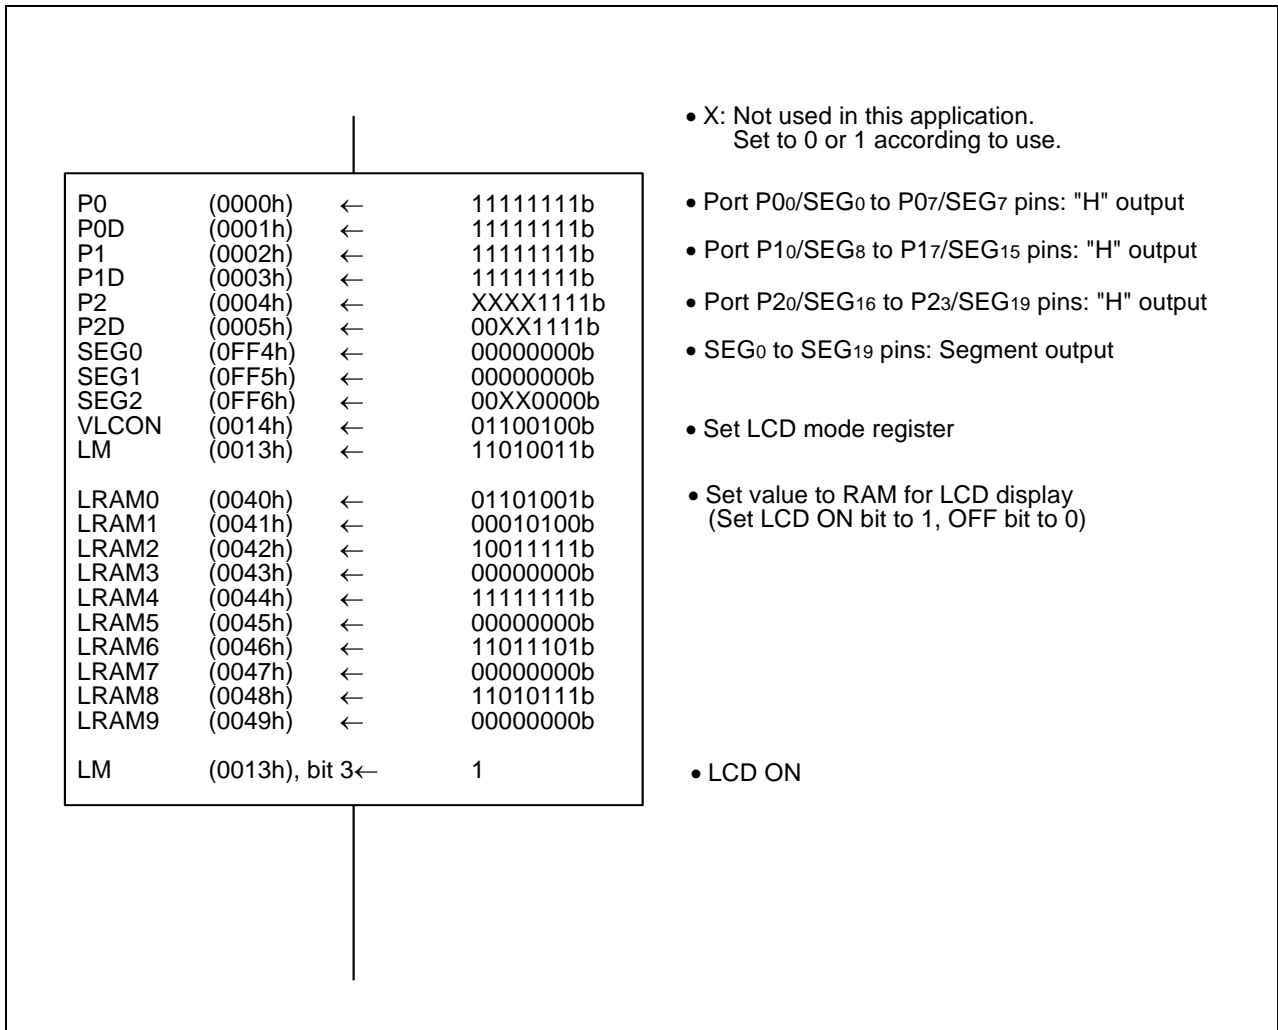 • X: Not used in this application.
Set to 0 or 1 according to use.
P0 (0000h) ← 11111111b • Port P00/SEG0 to P07/SEG7 pins: "H" output
P0D (0001h) ← 11111111b
P1 (0002h) ← 11111111b • Port P10/SEG8 to P17/SEG15 pins: "H" output
P1D (0003h) ← 11111111b
P2 (0004h) ← XXXX1111b • Port P20/SEG16 to P23/SEG19 pins: "H" output
P2D (0005h) ← 00XX1111b
SEG0 (0FF4h) ← 00000000b • SEG0 to SEG19 pins: Segment output
SEG1 (0FF5h) ← 00000000b
SEG2 (0FF6h) ← 00XX0000b
VLCON (0014h) ← 01100100b • Set LCD mode register
LM (0013h) ← 11010011b
LRAM0 (0040h) ← 01101001b • Set value to RAM for LCD display
LRAM1 (0041h) ← 00010100b (Set LCD ON bit to 1, OFF bit to 0)
LRAM2 (0042h) ← 10011111b
LRAM3 (0043h) ← 00000000b
LRAM4 (0044h) ← 11111111b
LRAM5 (0045h) ← 00000000b
LRAM6 (0046h) ← 11011101b
LRAM7 (0047h) ← 00000000b
LRAM8 (0048h) ← 11010111b
LRAM9 (0049h) ← 00000000b
LM (0013h), bit 3← 1 • LCD ON